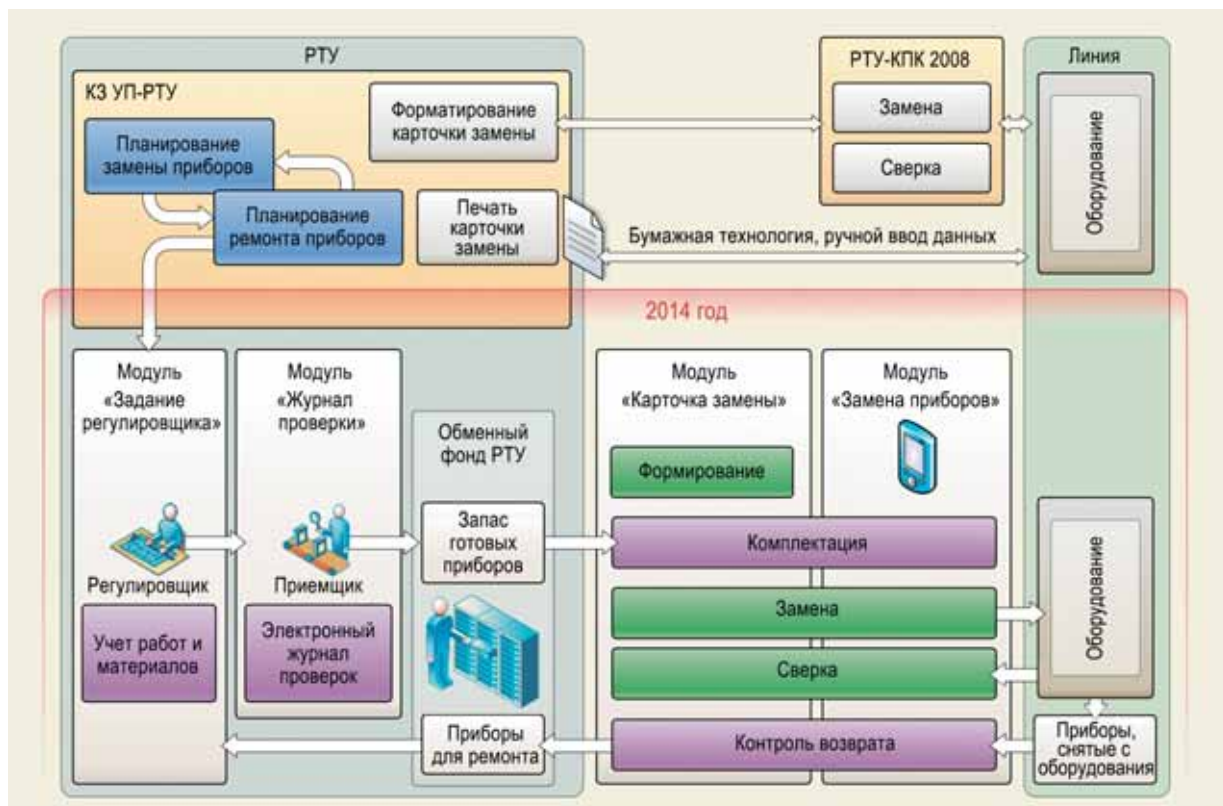 РТУ
КЗ УП-РТУ
Форматирование
карточки замены
Планирование
замены приборов
Планирование
ремонта приборов
Печать
карточки
замены
РТУ-КПК 2008
Замена
Сверка
Линия
Оборудование
Бумажная технология, ручной ввод данных
2014 год
Модуль
«Задание
регулировщика»
Регулировщик
Учет работ и
материалов
Модуль
«Журнал
проверки»
Приемщик
Электронный
журнал
проверок
Обменный
фонд РТУ
Запас
готовых
приборов
Приборы
для ремонта
Модуль
«Карточка замены»
Модуль
«Замена приборов»
Формирование
Комплектация
Замена
Сверка
Контроль возврата
Оборудование
Приборы,
снятые с
оборудования